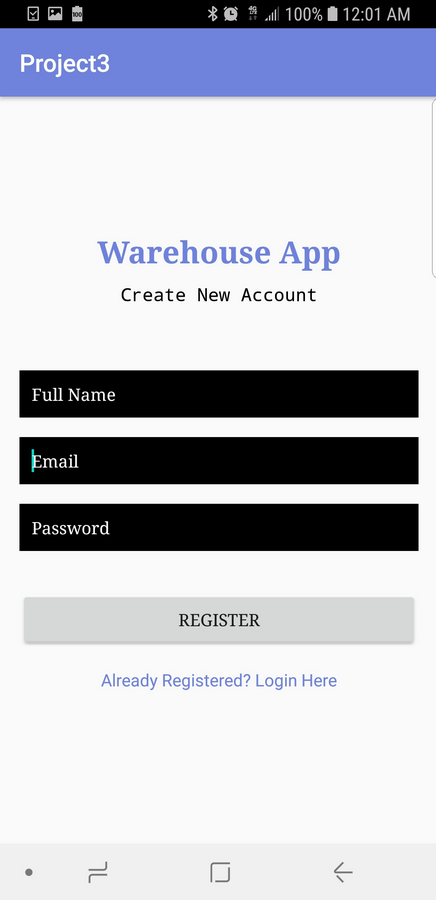 100% 12:01 AM
Project3
Warehouse App
Create New Account
Full Name
Email
Password
REGISTER
Already Registered? Login Here